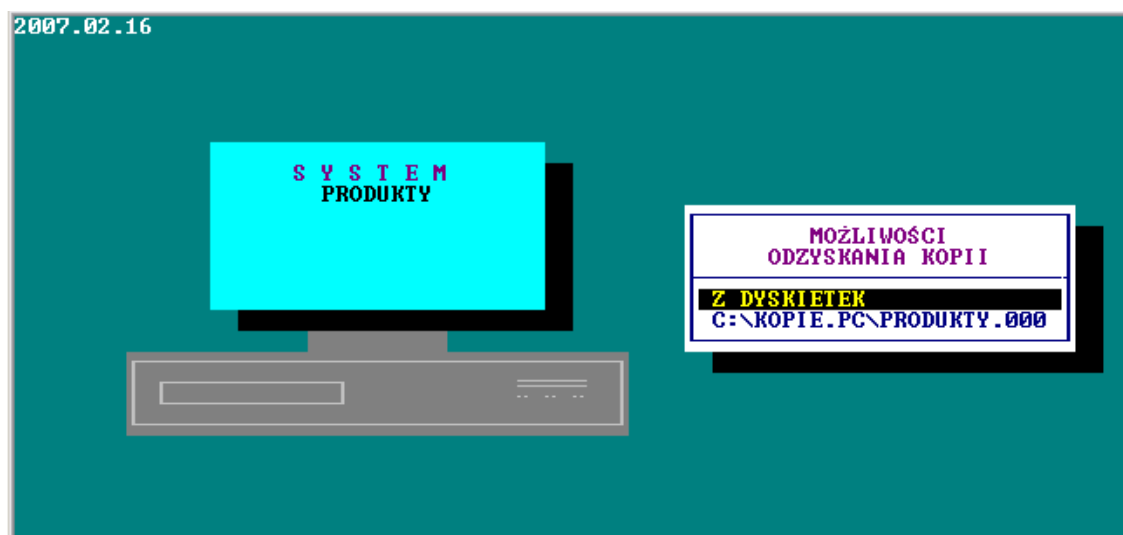 2007.02.16
S Y S T E M
PRODUKTY
MOŻLIWOŚCI
ODZYSKANIA KOPII
Z DYSKIETEK
C:\KOPIE.PC\PRODUKTY.000